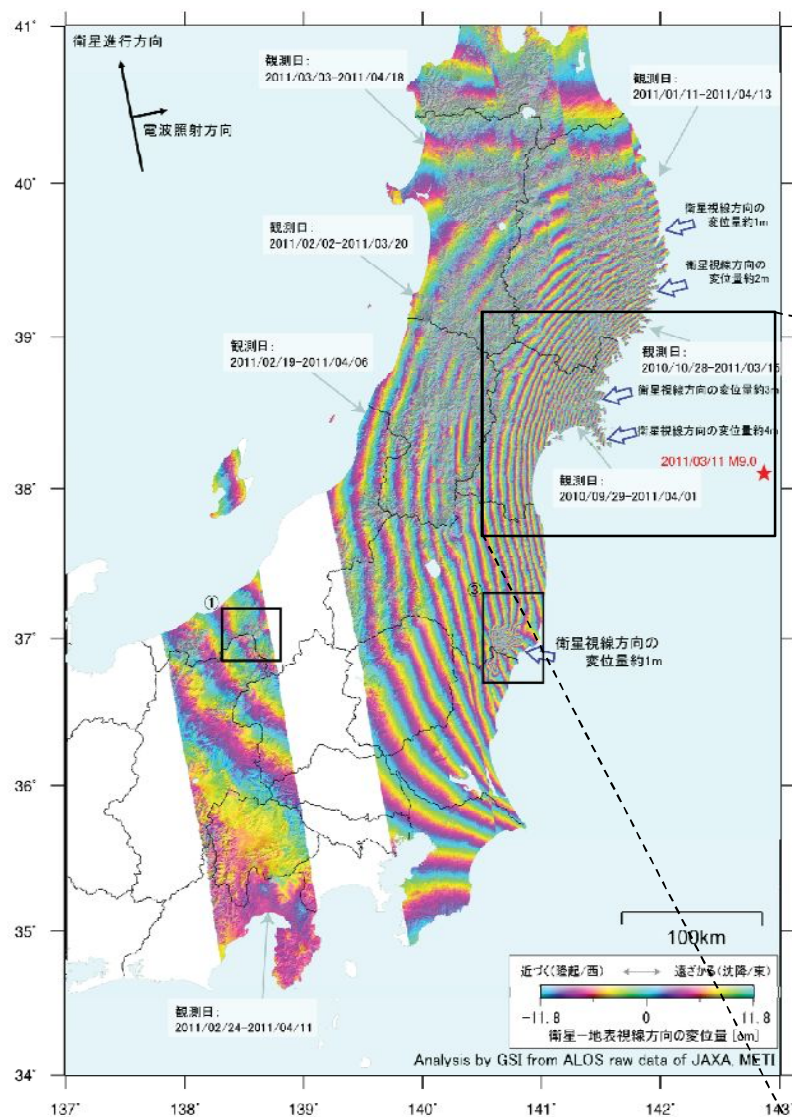 41°
40°
39°
38°
37°
36°
35°
34°
137°
138°
139°
140°
141°
142°
143°
衛星進行方向
電波照射方向
観測日:
2011/03/03-2011/04/18
観測日:
2011/01/11-2011/04/13
衛星視線方向の
変位量約1m
観測日:
2011/02/02-2011/03/20
衛星視線方向の
変位量約2m
観測日:
2011/02/19-2011/04/06
観測日:
2010/10/28-2011/03/15
衛星視線方向の変位量約3m
衛星視線方向の変位量約4m
2011/03/11 M9.0
観測日:
2010/09/29-2011/04/01
①
③
衛星視線方向の
変位量約1m
100km
観測日:
2011/02/24-2011/04/11
近づく(隆起/西) 遠ざかる(沈降/東)
-11.8 0 11.8
衛星-地表視線方向の変位量 [cm]
Analysis by GSI from ALOS raw data of JAXA, METI